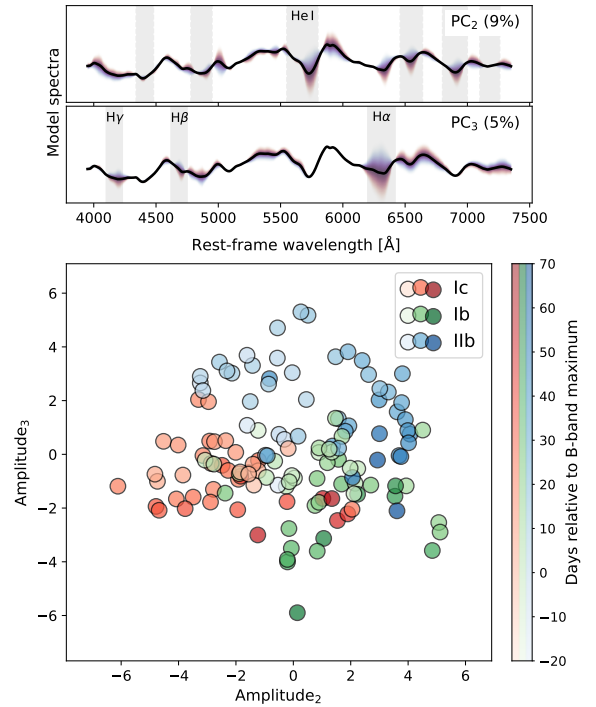 He I
PC2 (9%)
Model spectra
Hγ
Hβ
Hα
PC3 (5%)
4000 4500 5000 5500 6000 6500 7000 7500
Rest-frame wavelength [Å]
6
4
2
0
−2
−4
−6
Amplitude3
Ic
Ib
IIb
−6 −4 −2 0 2 4 6
Amplitude2
70
60
50
40
30
20
10
0
−10
−20
Days relative to B-band maximum